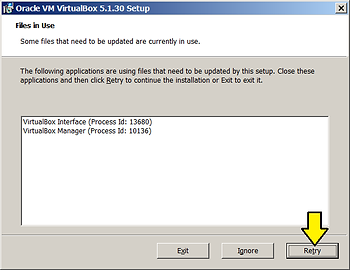 Oracle VM VirtualBox 5.1.30 Setup
Files in Use
Some files that need to be updated are currently in use.
The following applications are using files that need to be updated by this setup. Close these
applications and then click Retry to continue the installation or Exit to exit it.
VirtualBox Interface (Process Id: 13680)
VirtualBox Manager (Process Id: 10136)
Exit Ignore Retry